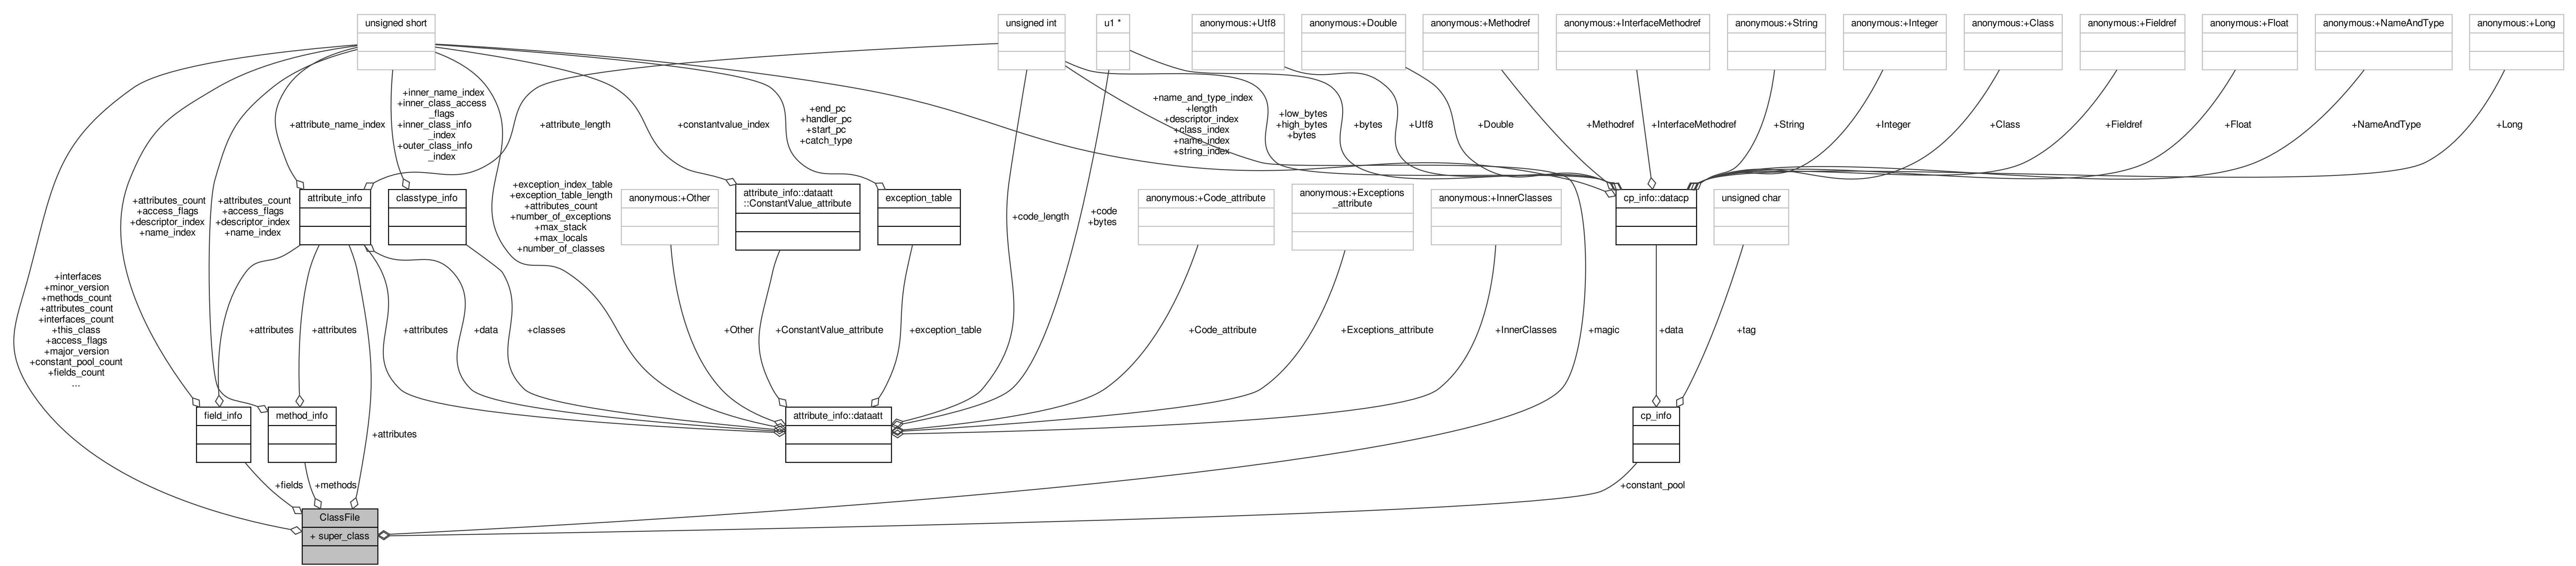 unsigned short
unsigned int
u1 *
anonymous:+Utf8
anonymous:+Double
anonymous:+Methodref
anonymous:+InterfaceMethodref
anonymous:+String
anonymous:+Integer
anonymous:+Class
anonymous:+Fieldref
anonymous:+Float
anonymous:+NameAndType
anonymous:+Long
+attribute_name_index
+inner_name_index
+inner_class_access
_flags
+inner_class_info
_index
+outer_class_info
_index
+attribute_length
+constantvalue_index
+end_pc
+handler_pc
+start_pc
+catch_type
+name_and_type_index
+length
+descriptor_index
+class_index
+name_index
+string_index
+low_bytes
+high_bytes
+bytes
+bytes
+Utf8
+Double
+Methodref
+InterfaceMethodref
+String
+Integer
+Class
+Fieldref
+Float
+NameAndType
+Long
+attributes_count
+access_flags
+descriptor_index
+name_index
+attributes_count
+access_flags
+descriptor_index
+name_index
attribute_info
classtype_info
+exception_index_table
+exception_table_length
+attributes_count
+number_of_exceptions
+max_stack
+max_locals
+number_of_classes
anonymous:+Other
attribute_info::dataatt
::ConstantValue_attribute
exception_table
+code_length
+code
+bytes
anonymous:+Code_attribute
anonymous:+Exceptions
_attribute
anonymous:+InnerClasses
cp_info::datacp
unsigned char
+interfaces
+minor_version
+methods_count
+attributes_count
+interfaces_count
+this_class
+access_flags
+major_version
+constant_pool_count
+fields_count
...
+attributes
+attributes
+attributes
+data
+classes
+Other
+ConstantValue_attribute
+exception_table
+Code_attribute
+Exceptions_attribute
+InnerClasses
+magic
+data
+tag
field_info
method_info
+attributes
attribute_info::dataatt
cp_info
+fields
+methods
+constant_pool
ClassFile
+ super_class